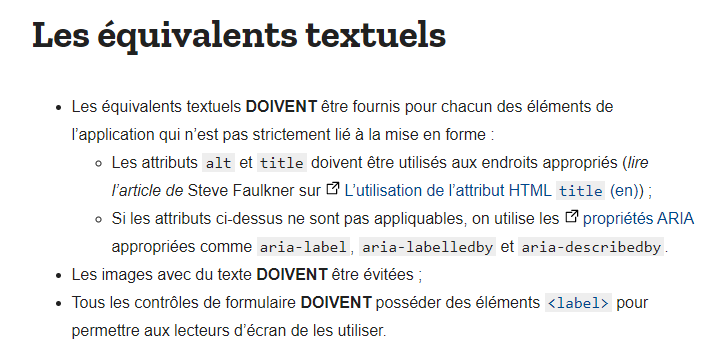 Les équivalents textuels
• Les équivalents textuels DOIVENT être fournis pour chacun des éléments de
l’application qui n’est pas strictement lié à la mise en forme :
◦ Les attributs alt et title doivent être utilisés aux endroits appropriés (lire
l’article de Steve Faulkner sur L’utilisation de l’attribut HTML title (en)) ;
◦ Si les attributs ci-dessus ne sont pas appliquables, on utilise les propriétés ARIA
appropriées comme aria-label, aria-labelledby et aria-describedby.
• Les images avec du texte DOIVENT être évitées ;
• Tous les contrôles de formulaire DOIVENT posséder des éléments <label> pour
permettre aux lecteurs d’écran de les utiliser.